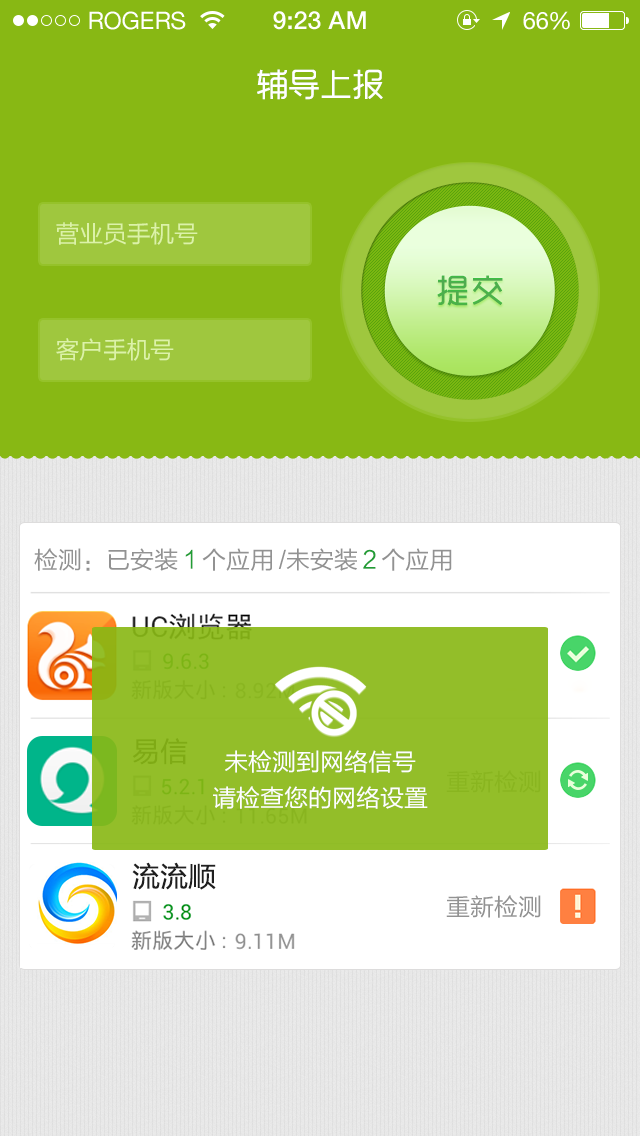 ROGERS 9:23 AM 66%
辅导上报
营业员手机号
提交
客户手机号
检测：已安装1个应用/未安装2个应用
UC浏览器
9.6.3
新版大小：8.92
易信
5.2.1
重新检测
新版大小：11.65M
未检测到网络信号
请检查您的网络设置
流流顺
3.8
重新检测
新版大小：9.11M